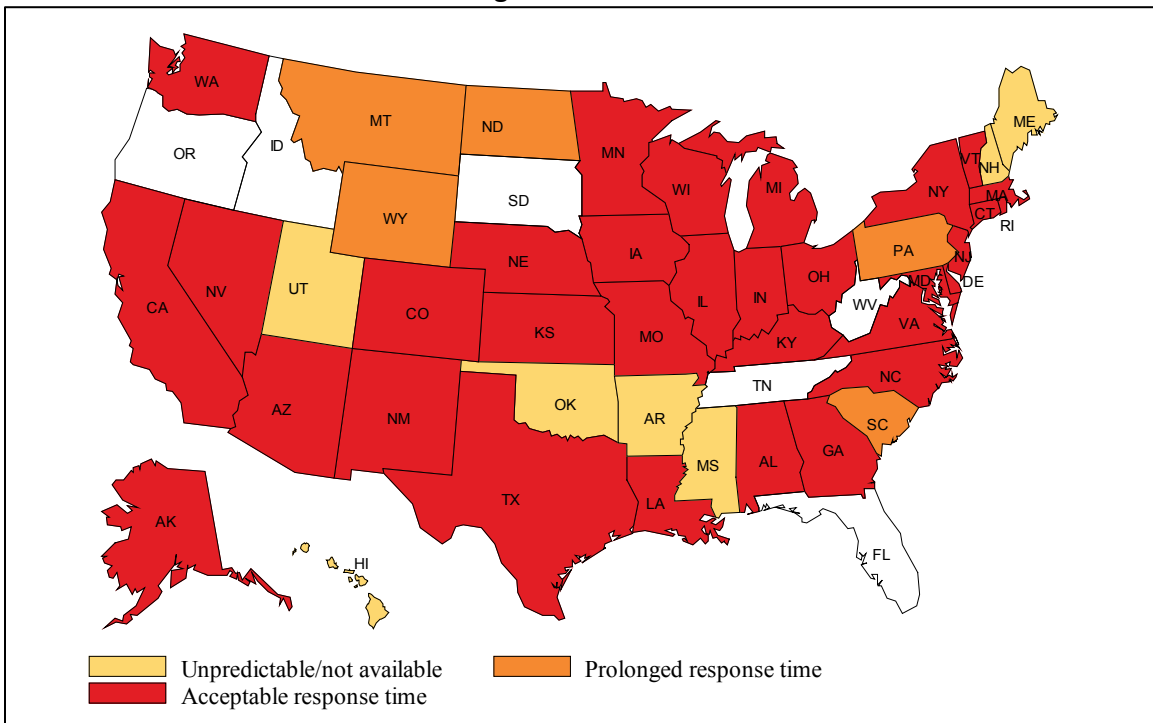 WA
MT
ND
MN
ME
VT
NH
OR
ID
SD
WI
MI
NY
MA
CT
RI
WY
NE
IA
PA
NJ
NV
UT
CO
IL
IN
OH
MD
DE
WV
VA
CA
KS
MO
KY
TN
NC
AZ
NM
OK
AR
SC
MS
AL
GA
TX
LA
AK
HI
FL
Unpredictable/not available
Prolonged response time
Acceptable response time